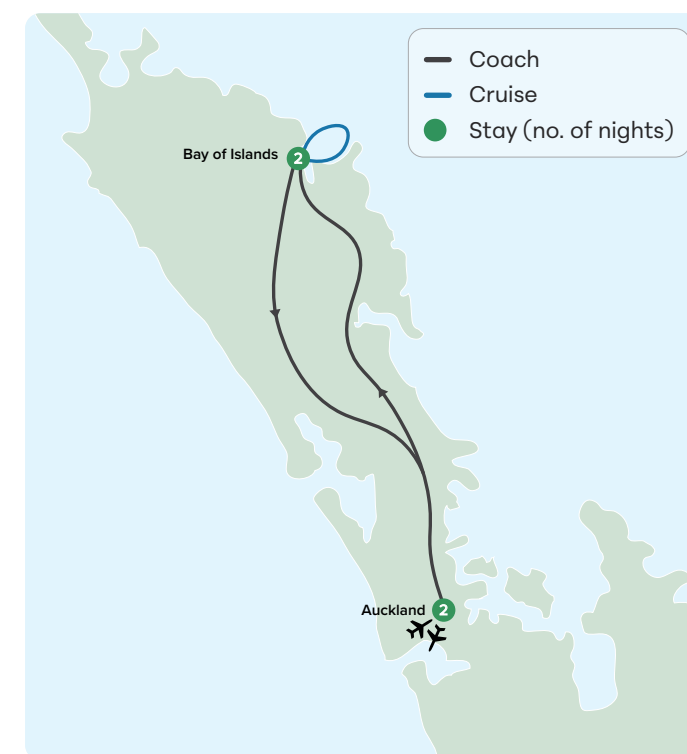 Coach
Cruise
Stay (no. of nights)
Bay of Islands 2
Auckland 2